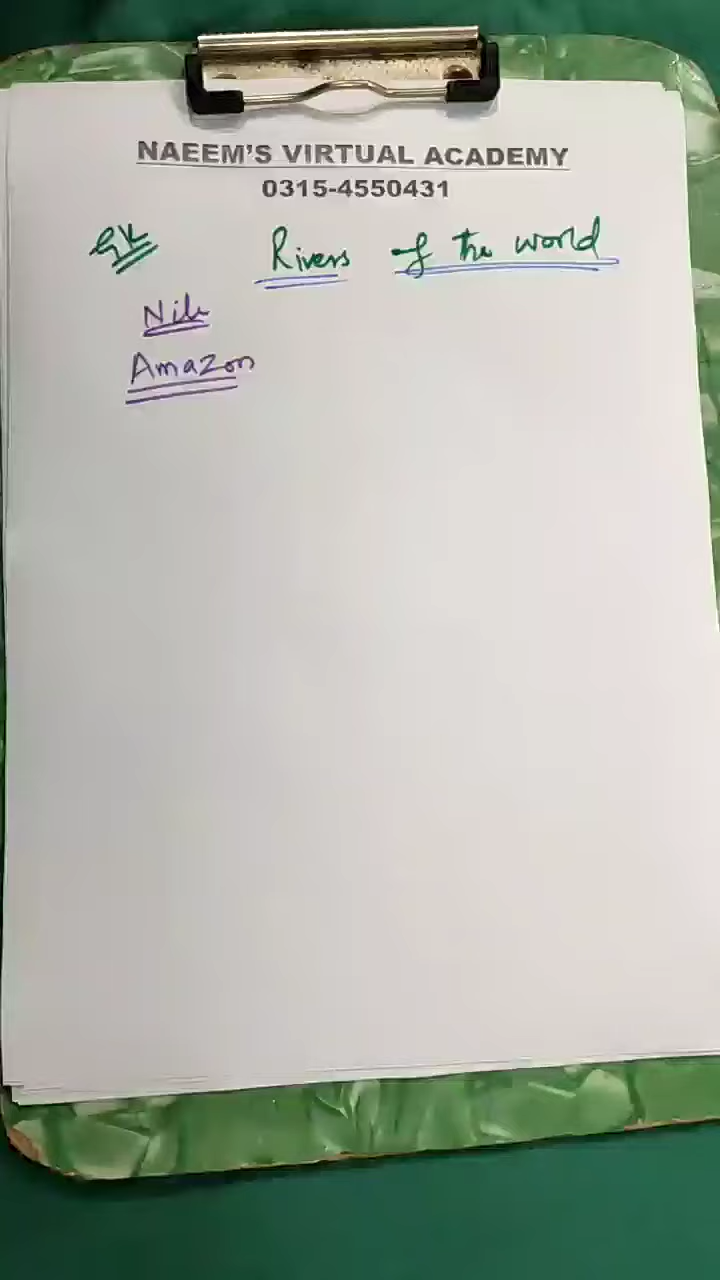 NAEEM'S VIRTUAL ACADEMY
0315-4550431
GK Rivers of the world
Nile
Amazon